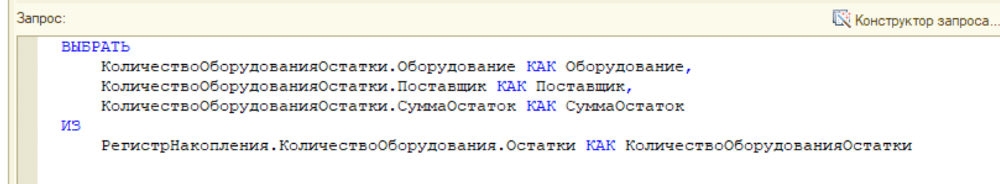 Запрос:
Конструктор запроса...
ВЫБРАТЬ
КоличествоОборудованияОстатки.Оборудование КАК Оборудование,
КоличествоОборудованияОстатки.Поставщик КАК Поставщик,
КоличествоОборудованияОстатки.СуммаОстаток КАК СуммаОстаток
ИЗ
РегистрНакопления.КоличествоОборудования.Остатки КАК КоличествоОборудованияОстатки